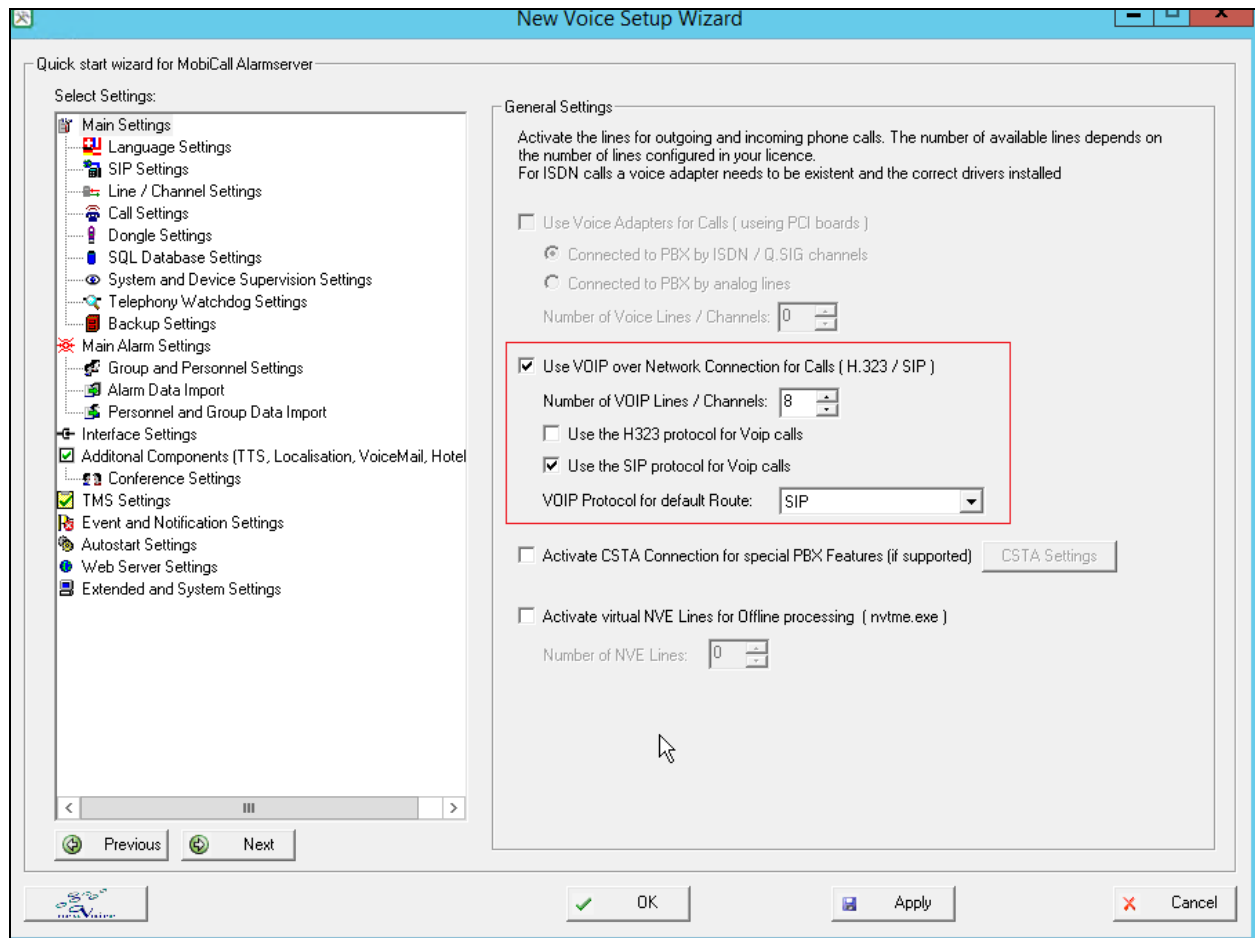 New Voice Setup Wizard
Quick start wizard for MobiCall Alarmserver
Select Settings:
Main Settings
Language Settings
SIP Settings
Line / Channel Settings
Call Settings
Dongle Settings
SQL Database Settings
System and Device Supervision Settings
Telephony Watchdog Settings
Backup Settings
Main Alarm Settings
Group and Personnel Settings
Alarm Data Import
Personnel and Group Data Import
Interface Settings
Additonal Components (TTS, Localisation, VoiceMail, Hotel
Conference Settings
TMS Settings
Event and Notification Settings
Autostart Settings
Web Server Settings
Extended and System Settings
Previous
Next
General Settings
Activate the lines for outgoing and incoming phone calls. The number of available lines depends on
the number of lines configured in your licence.
For ISDN calls a voice adapter needs to be existent and the correct drivers installed
Use Voice Adapters for Calls ( useing PCI boards )
Connected to PBX by ISDN / Q.SIG channels
Connected to PBX by analog lines
Number of Voice Lines / Channels: 0
Use VOIP over Network Connection for Calls ( H.323 / SIP )
Number of VOIP Lines / Channels: 8
Use the H323 protocol for Voip calls
Use the SIP protocol for Voip calls
VOIP Protocol for default Route: SIP
Activate CSTA Connection for special PBX Features (if supported) CSTA Settings
Activate virtual NVE Lines for Offline processing ( nvtme.exe )
Number of NVE Lines: 0
new Voice
OK
Apply
Cancel